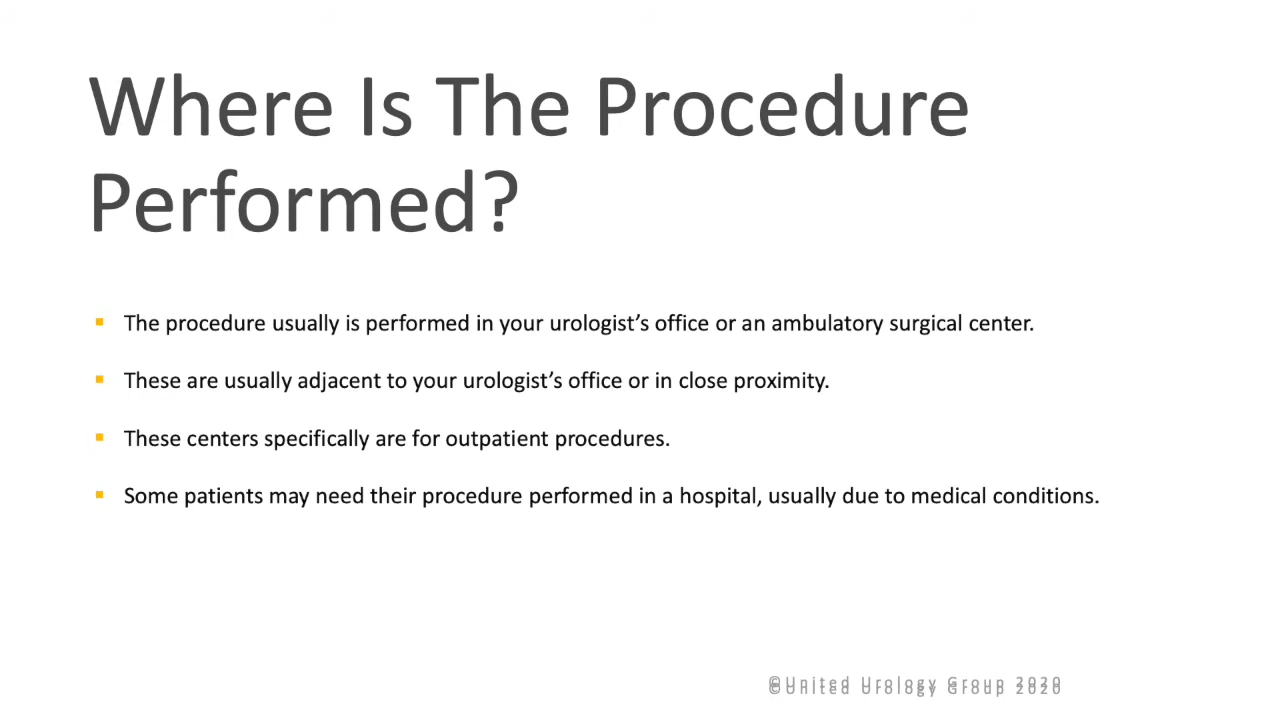 Where Is The Procedure
Performed?
▪ The procedure usually is performed in your urologist’s office or an ambulatory surgical center.
▪ These are usually adjacent to your urologist’s office or in close proximity.
▪ These centers specifically are for outpatient procedures.
▪ Some patients may need their procedure performed in a hospital, usually due to medical conditions.
©United Urology Group 2020